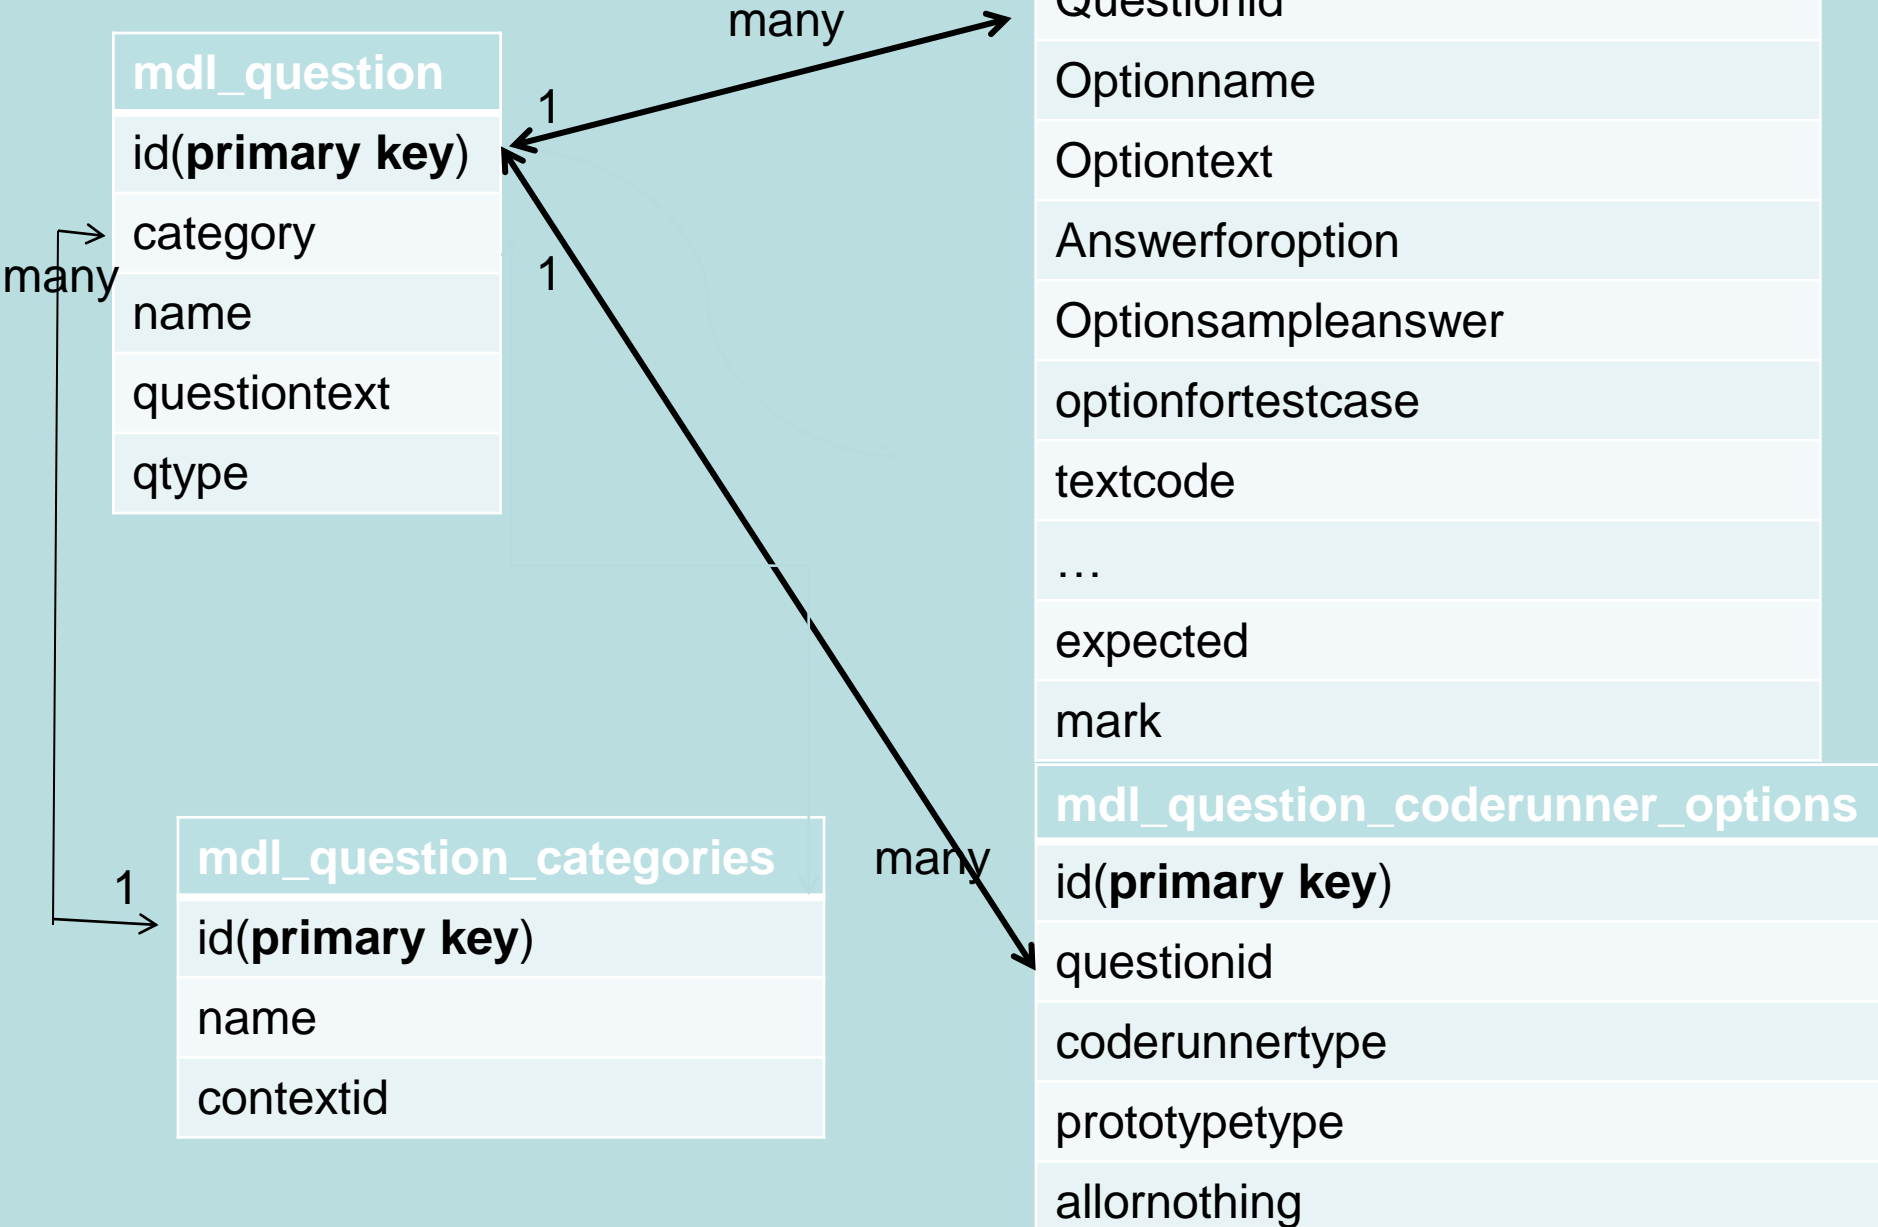 many
1
1
many
mdl_question
id(primary key)
category
name
questiontext
qtype
Questionid
Optionname
Optiontext
Answerforoption
Optionsampleanswer
optionfortestcase
textcode
…
expected
mark
1
mdl_question_categories
id(primary key)
name
contextid
many
mdl_question_coderunner_options
id(primary key)
questionid
coderunnertype
prototypetype
allornothing